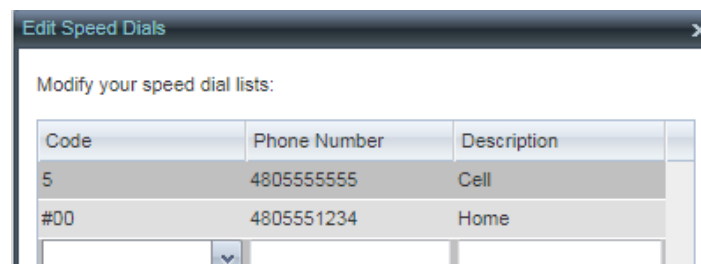 Edit Speed Dials
Modify your speed dial lists:
Code Phone Number Description
5 4805555555 Cell
#00 4805551234 Home